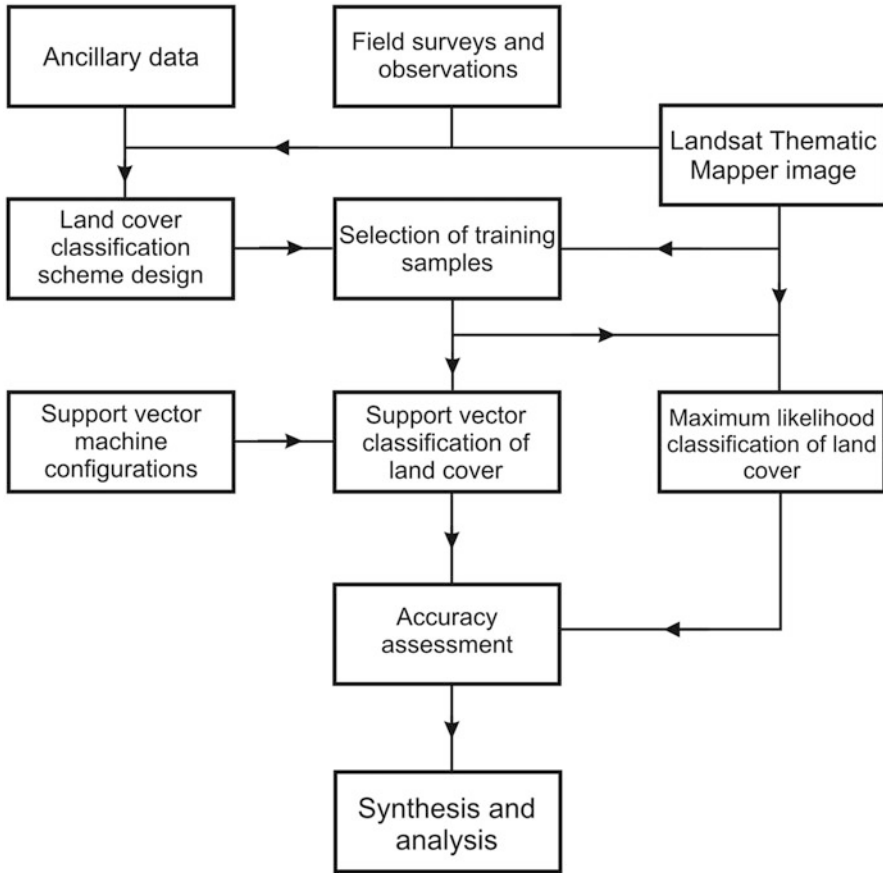 Ancillary data
Field surveys and
observations
Landsat Thematic
Mapper image
Land cover
classification
scheme design
Selection of training
samples
Support vector
machine
configurations
Support vector
classification of
land cover
Maximum likelihood
classification of land
cover
Accuracy
assessment
Synthesis and
analysis